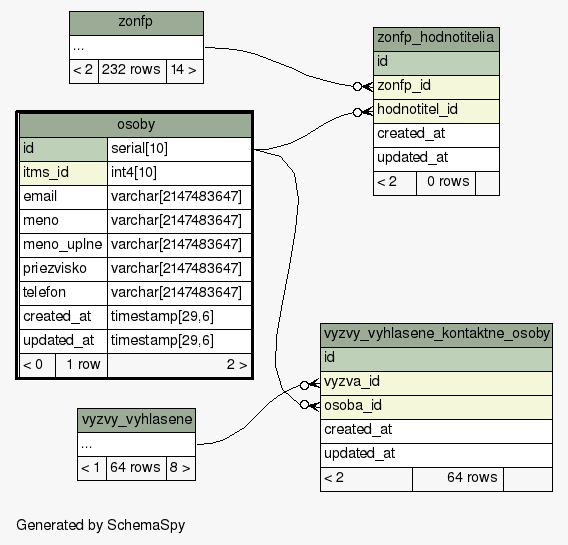 zonfp
...
< 2 232 rows 14 >
zonfp_hodnotitelia
id
zonfp_id
hodnotitel_id
created_at
updated_at
< 2 0 rows
osoby
id serial[10]
itms_id int4[10]
email varchar[2147483647]
meno varchar[2147483647]
meno_uplne varchar[2147483647]
priezvisko varchar[2147483647]
telefon varchar[2147483647]
created_at timestamp[29,6]
updated_at timestamp[29,6]
< 0 1 row 2 >
vyzvy_vyhlasene_kontaktne_osoby
id
vyzva_id
osoba_id
created_at
updated_at
< 2 64 rows
vyzvy_vyhlasene
...
< 1 64 rows 8 >
Generated by SchemaSpy